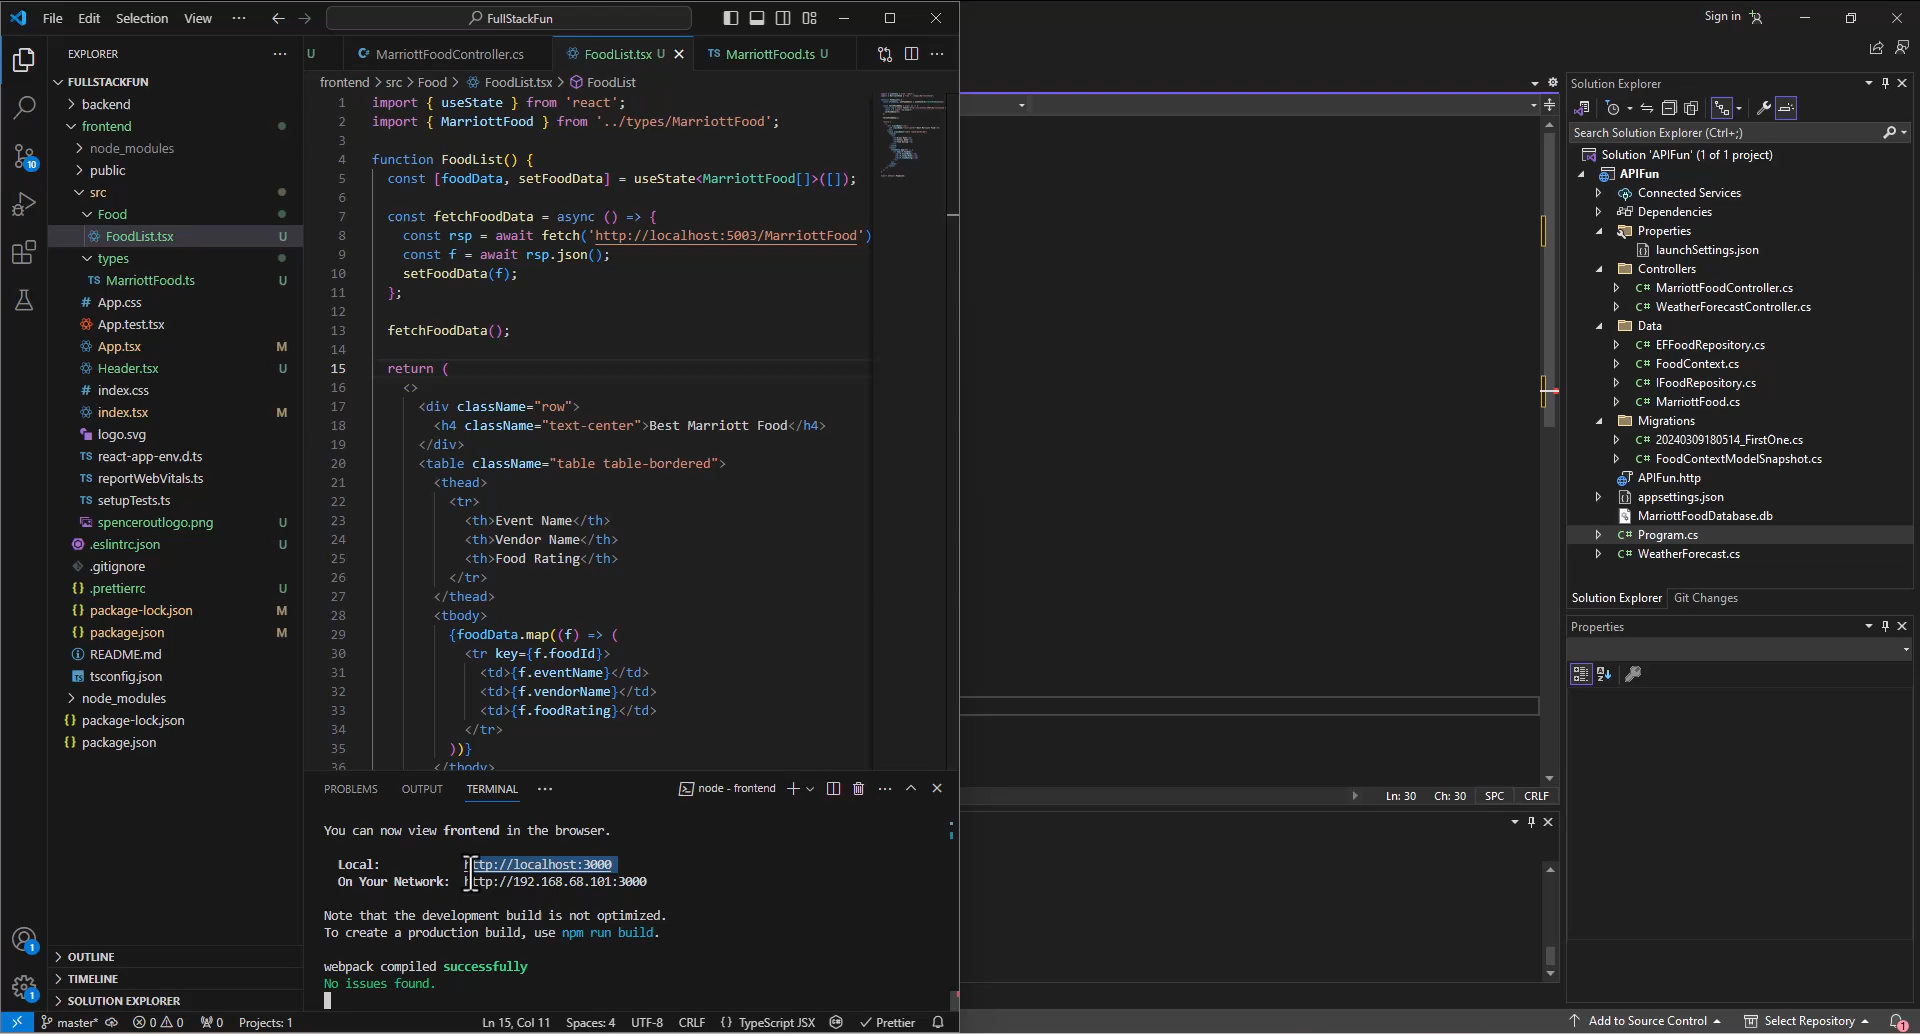 File Edit Selection View ··· FullStackFun
Sign in
EXPLORER ···
FULLSTACKFUN
backend
frontend
node_modules
public
src
Food
FoodList.tsx U
types
MarriottFood.ts U
App.css
App.test.tsx
App.tsx M
Header.tsx U
index.css
index.tsx M
logo.svg
react-app-env.d.ts
reportWebVitals.ts
setupTests.ts
spenceroutlogo.png U
.eslintrc.json U
.gitignore
.prettierrc U
package-lock.json M
package.json M
README.md
tsconfig.json
node_modules
package-lock.json
package.json
OUTLINE
TIMELINE
SOLUTION EXPLORER
10
1
1
U MarriottFoodController.cs FoodList.tsx U MarriottFood.ts U
frontend > src > Food > FoodList.tsx > FoodList
1 import { useState } from 'react';
2 import { MarriottFood } from '../types/MarriottFood';
3
4 function FoodList() {
5 const [foodData, setFoodData] = useState<MarriottFood[]>([]);
6
7 const fetchFoodData = async () => {
8 const rsp = await fetch('http://localhost:5003/MarriottFood')
9 const f = await rsp.json();
10 setFoodData(f);
11 };
12
13 fetchFoodData();
14
15 return (
16 <>
17 <div className="row">
18 <h4 className="text-center">Best Marriott Food</h4>
19 </div>
20 <table className="table table-bordered">
21 <thead>
22 <tr>
23 <th>Event Name</th>
24 <th>Vendor Name</th>
25 <th>Food Rating</th>
26 </tr>
27 </thead>
28 <tbody>
29 {foodData.map((f) => (
30 <tr key={f.foodId}>
31 <td>{f.eventName}</td>
32 <td>{f.vendorName}</td>
33 <td>{f.foodRating}</td>
34 </tr>
35 ))}
36 </tbody>
PROBLEMS OUTPUT TERMINAL ··· node - frontend
You can now view frontend in the browser.
Local: http://localhost:3000
On Your Network: http://192.168.68.101:3000
Note that the development build is not optimized.
To create a production build, use npm run build.
webpack compiled successfully
No issues found.
master* 0 0 0 Projects: 1 Ln 15, Col 11 Spaces: 4 UTF-8 CRLF {} TypeScript JSX Prettier
Ln: 30 Ch: 30 SPC CRLF
Solution Explorer
Search Solution Explorer (Ctrl+;)
Solution 'APIFun' (1 of 1 project)
APIFun
Connected Services
Dependencies
Properties
launchSettings.json
Controllers
MarriottFoodController.cs
WeatherForecastController.cs
Data
EFFoodRepository.cs
FoodContext.cs
IFoodRepository.cs
MarriottFood.cs
Migrations
20240309180514_FirstOne.cs
FoodContextModelSnapshot.cs
APIFun.http
appsettings.json
MarriottFoodDatabase.db
Program.cs
WeatherForecast.cs
Solution Explorer Git Changes
Properties
Add to Source Control Select Repository 1